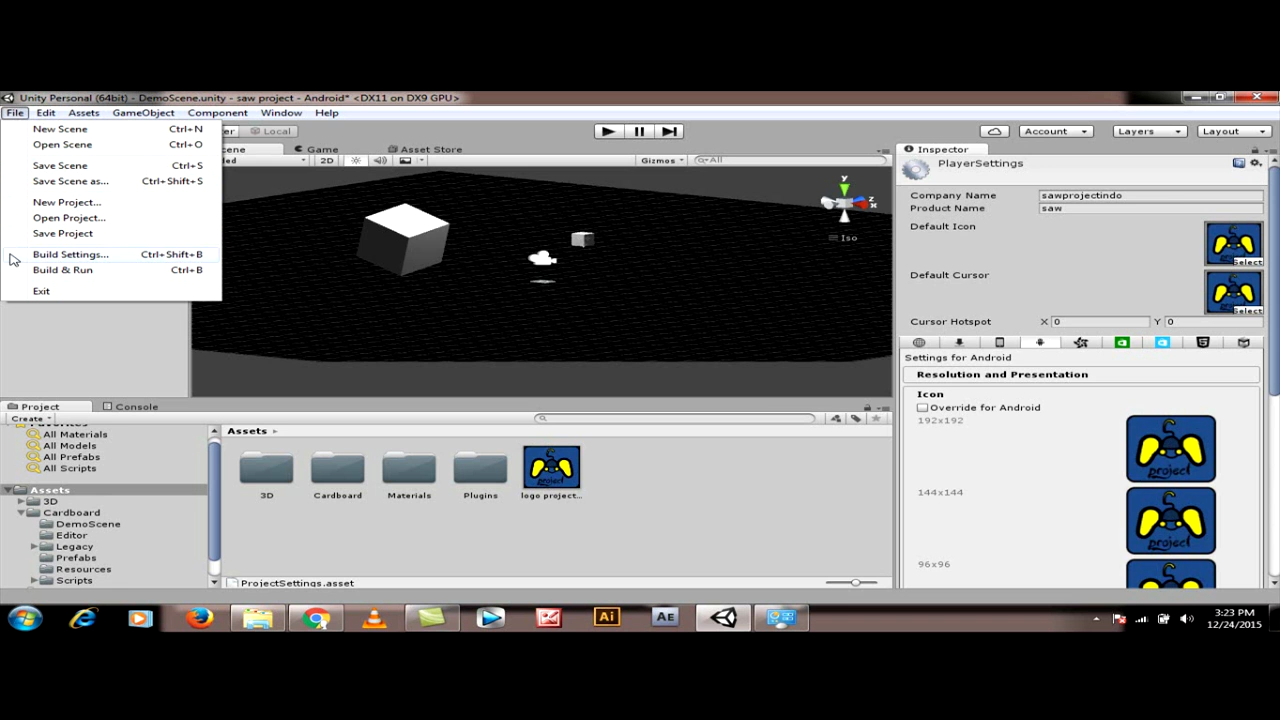 Unity Personal (64bit) - DemoScene.unity - saw project - Android* <DX11 on DX9 GPU>
File Edit Assets GameObject Component Window Help
New Scene Ctrl+N
Open Scene Ctrl+O
Save Scene Ctrl+S
Save Scene as... Ctrl+Shift+S
New Project...
Open Project...
Save Project
Build Settings... Ctrl+Shift+B
Build & Run Ctrl+B
Exit
Local
Account Layers Layout
Game Asset Store
2D Gizmos All
y
x
z
Iso
Inspector
PlayerSettings
Company Name sawprojectindo
Product Name saw
Default Icon
Select
Default Cursor
Select
Cursor Hotspot X 0 Y 0
Settings for Android
Resolution and Presentation
Icon
Override for Android
192x192
project
144x144
project
96x96
Project Console
Create
Favorites
All Materials
All Models
All Prefabs
All Scripts
Assets
3D
Cardboard
DemoScene
Editor
Legacy
Prefabs
Resources
Scripts
Assets
3D Cardboard Materials Plugins logo project...
ProjectSettings.asset
Ai
AE
3:23 PM
12/24/2015